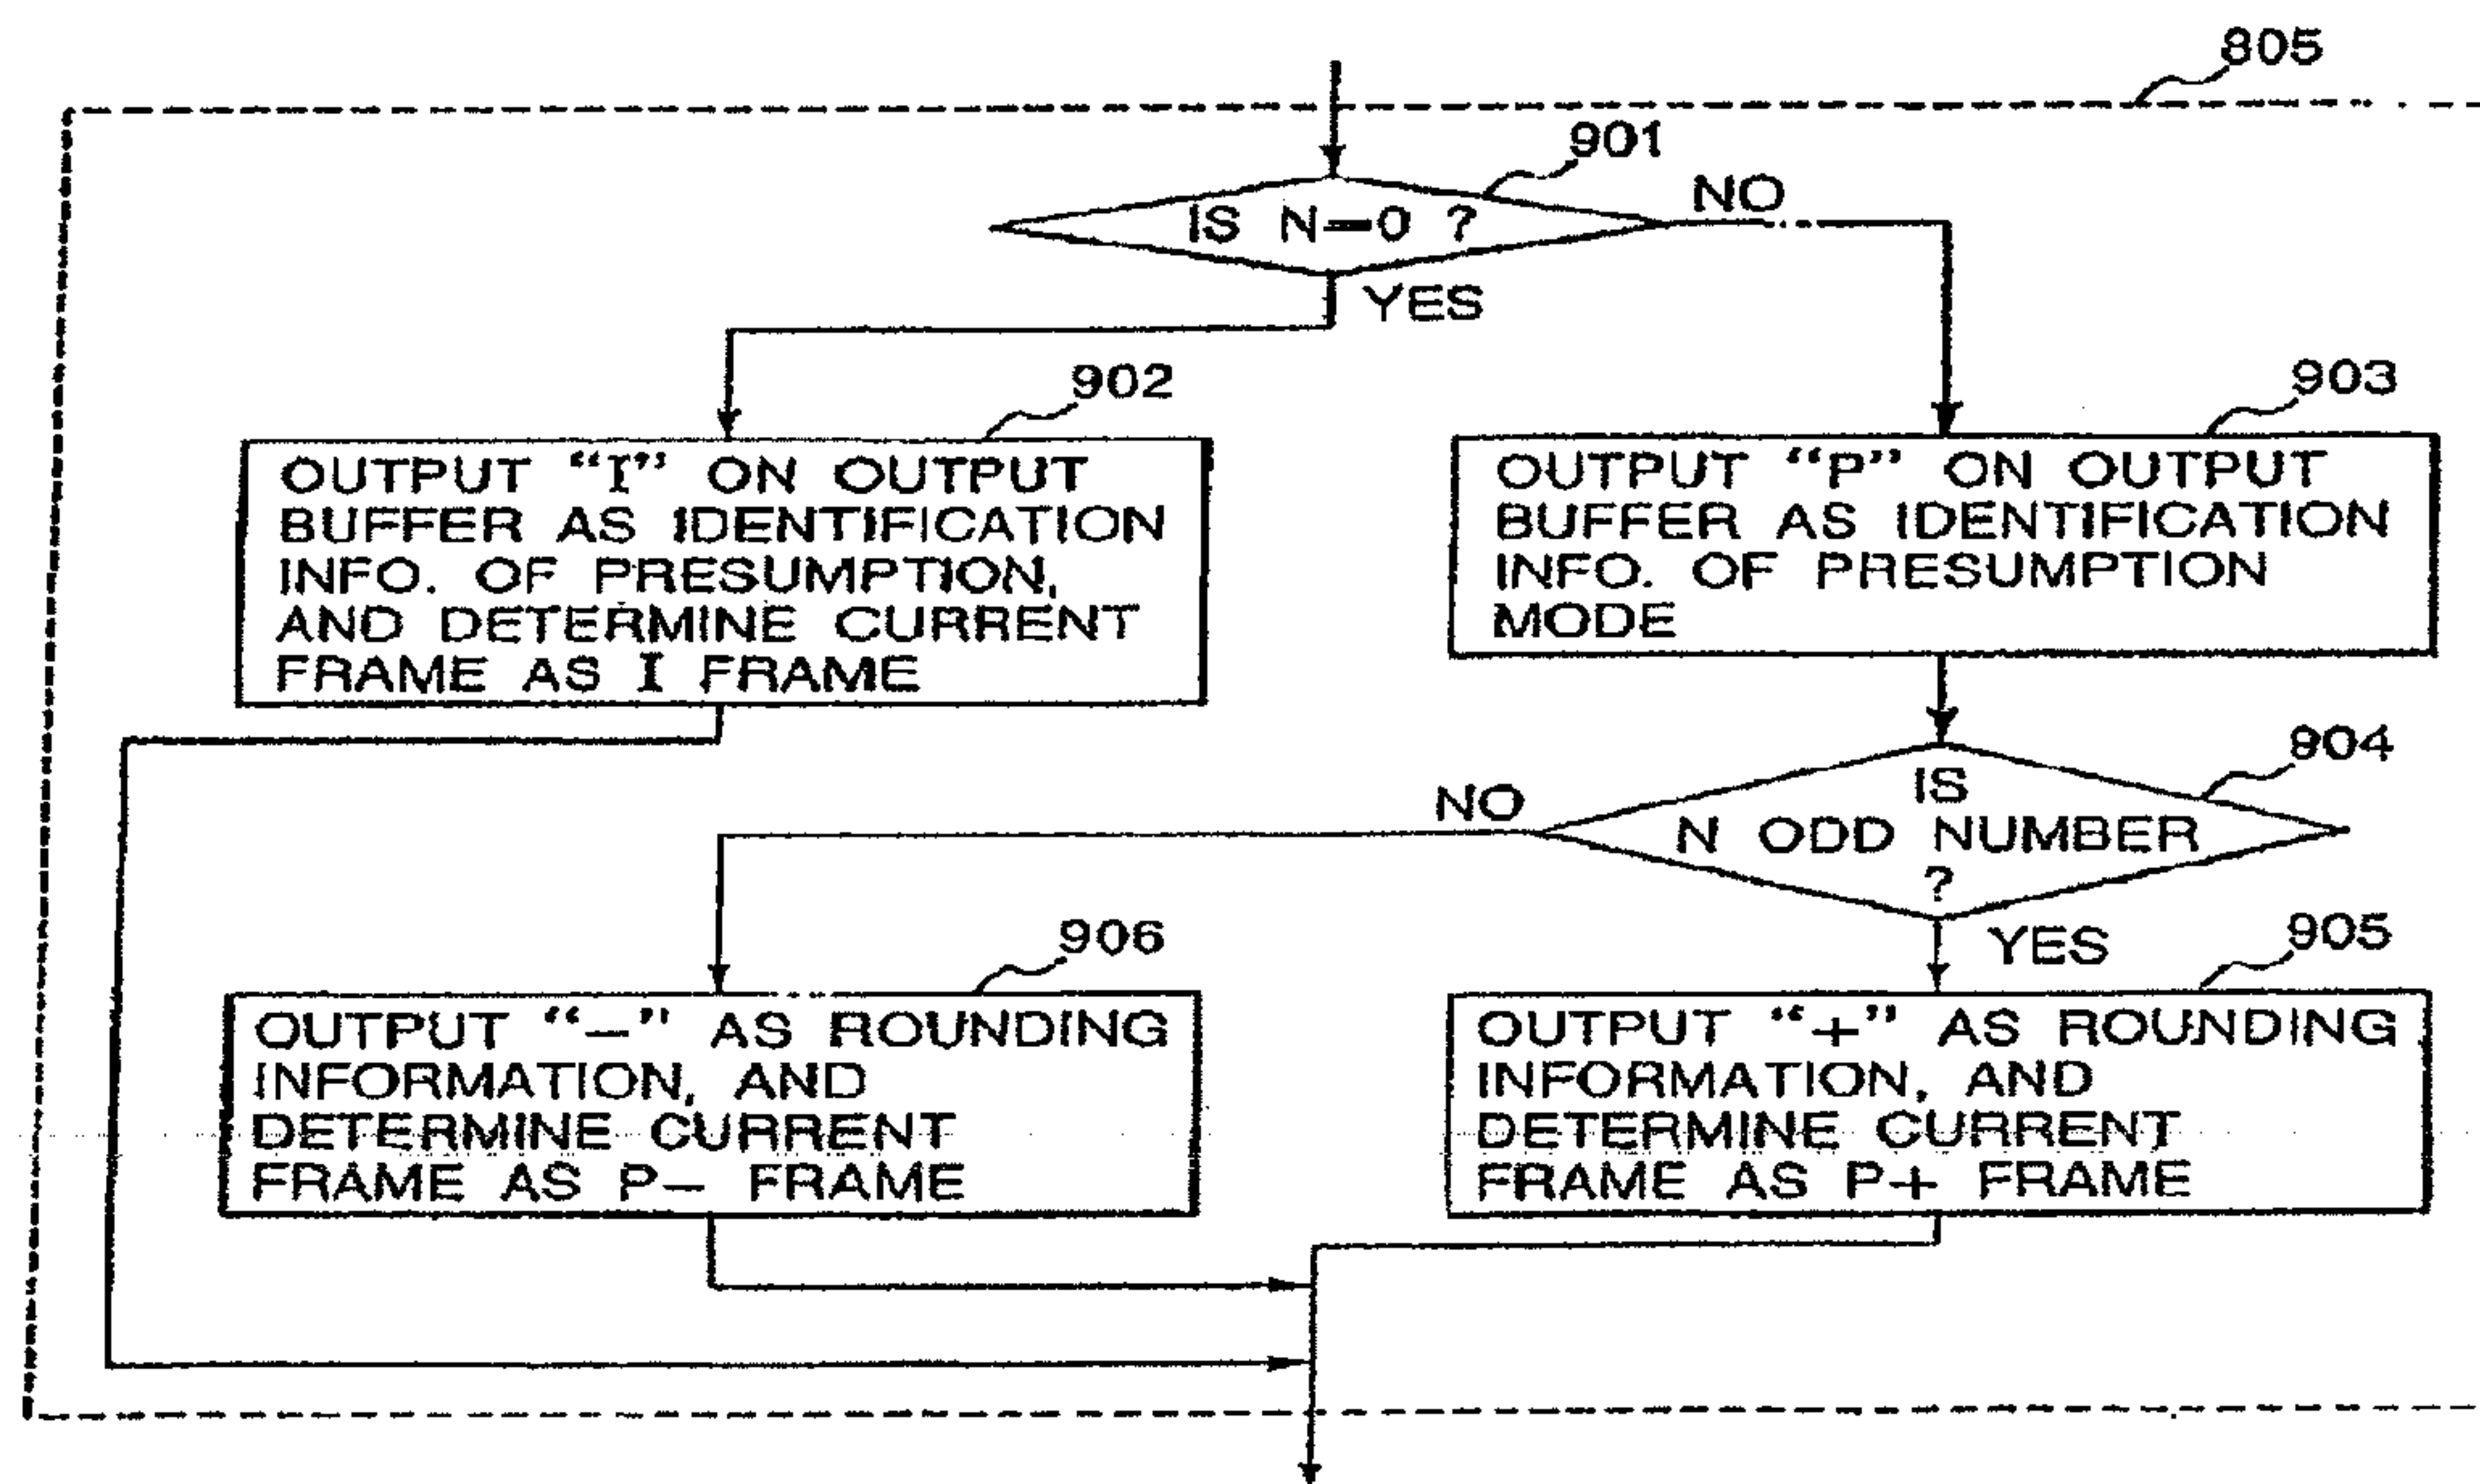 805
901
IS N=0 ?
NO
YES
902
903
OUTPUT “I” ON OUTPUT
BUFFER AS IDENTIFICATION
INFO. OF PRESUMPTION,
AND DETERMINE CURRENT
FRAME AS I FRAME
OUTPUT “P” ON OUTPUT
BUFFER AS IDENTIFICATION
INFO. OF PRESUMPTION
MODE
904
IS
N ODD NUMBER
?
NO
YES
906
905
OUTPUT “–” AS ROUNDING
INFORMATION, AND
DETERMINE CURRENT
FRAME AS P– FRAME
OUTPUT “+” AS ROUNDING
INFORMATION, AND
DETERMINE CURRENT
FRAME AS P+ FRAME